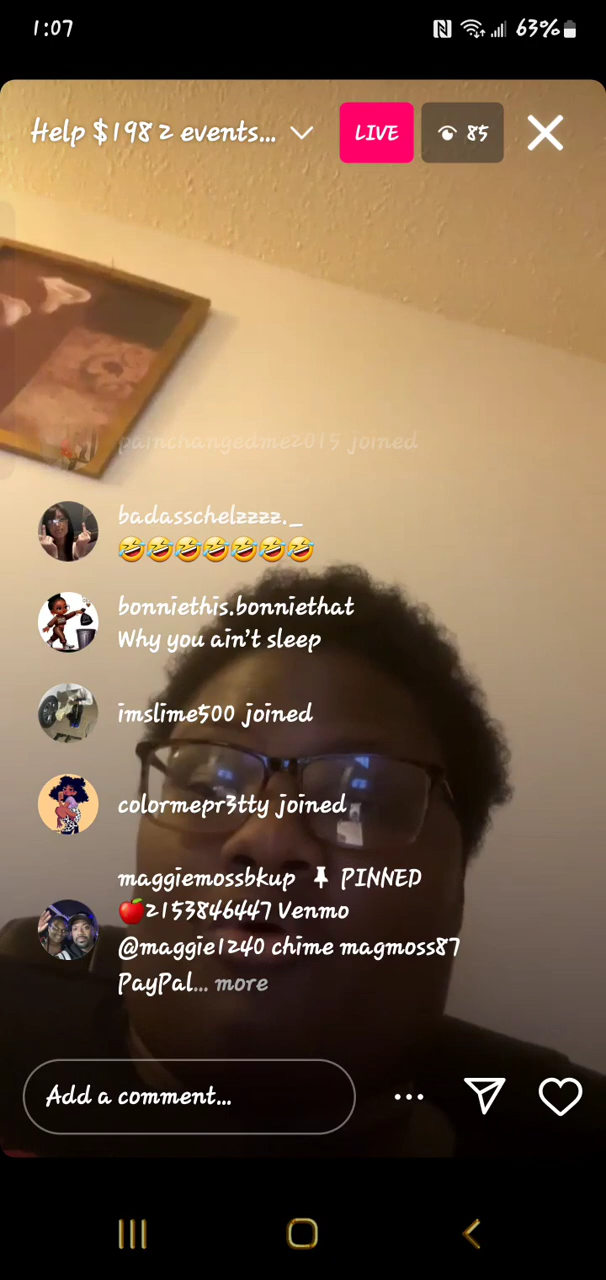 1:07
63%
Help $198 2 events...
LIVE
85
painchangedme2015 joined
badasschelzzzz._
🤣🤣🤣🤣🤣🤣🤣
bonniethis.bonniethat
Why you ain't sleep
imslime500 joined
colormepr3tty joined
maggiemossbkup 📌 PINNED
🍎2153846447 Venmo
@maggie1240 chime magmoss87
PayPal... more
Add a comment...